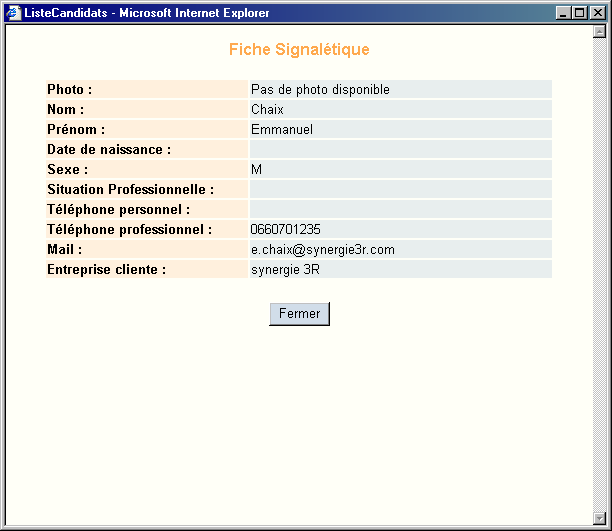 ListeCandidats - Microsoft Internet Explorer
Fiche Signalétique
Photo : Pas de photo disponible
Nom : Chaix
Prénom : Emmanuel
Date de naissance :
Sexe : M
Situation Professionnelle :
Téléphone personnel :
Téléphone professionnel : 0660701235
Mail : e.chaix@synergie3r.com
Entreprise cliente : synergie 3R
Fermer